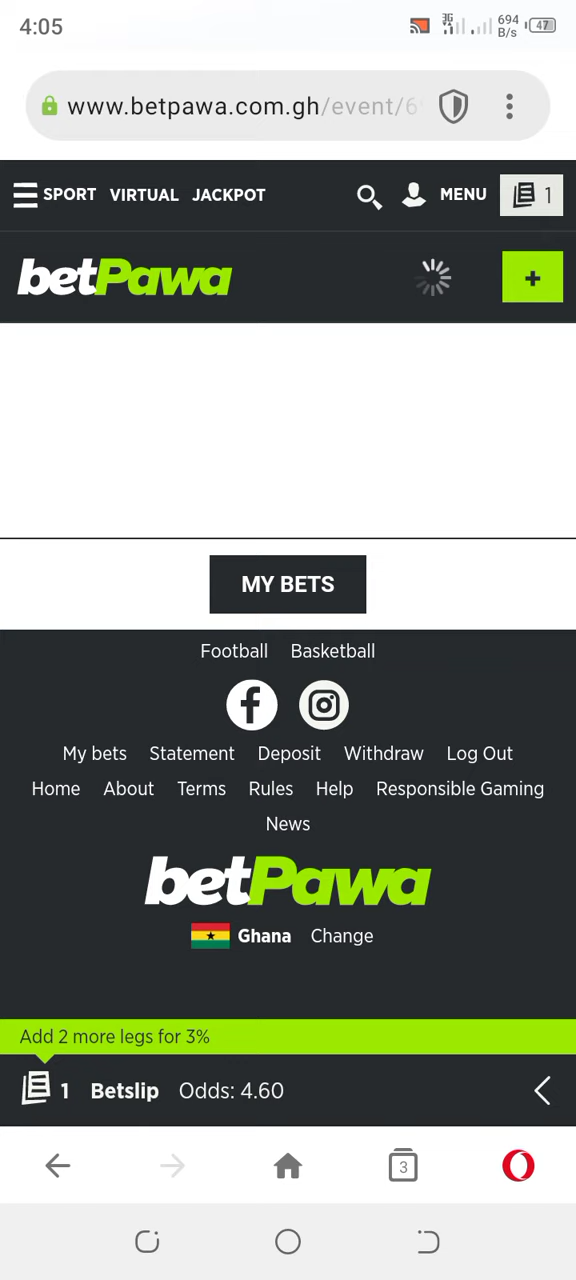 4:05
3G
694
B/s
47
www.betpawa.com.gh/event/6
SPORT VIRTUAL JACKPOT MENU 1
betPawa
+
MY BETS
Football Basketball
My bets Statement Deposit Withdraw Log Out
Home About Terms Rules Help Responsible Gaming
News
betPawa
Ghana Change
Add 2 more legs for 3%
1 Betslip Odds: 4.60
3